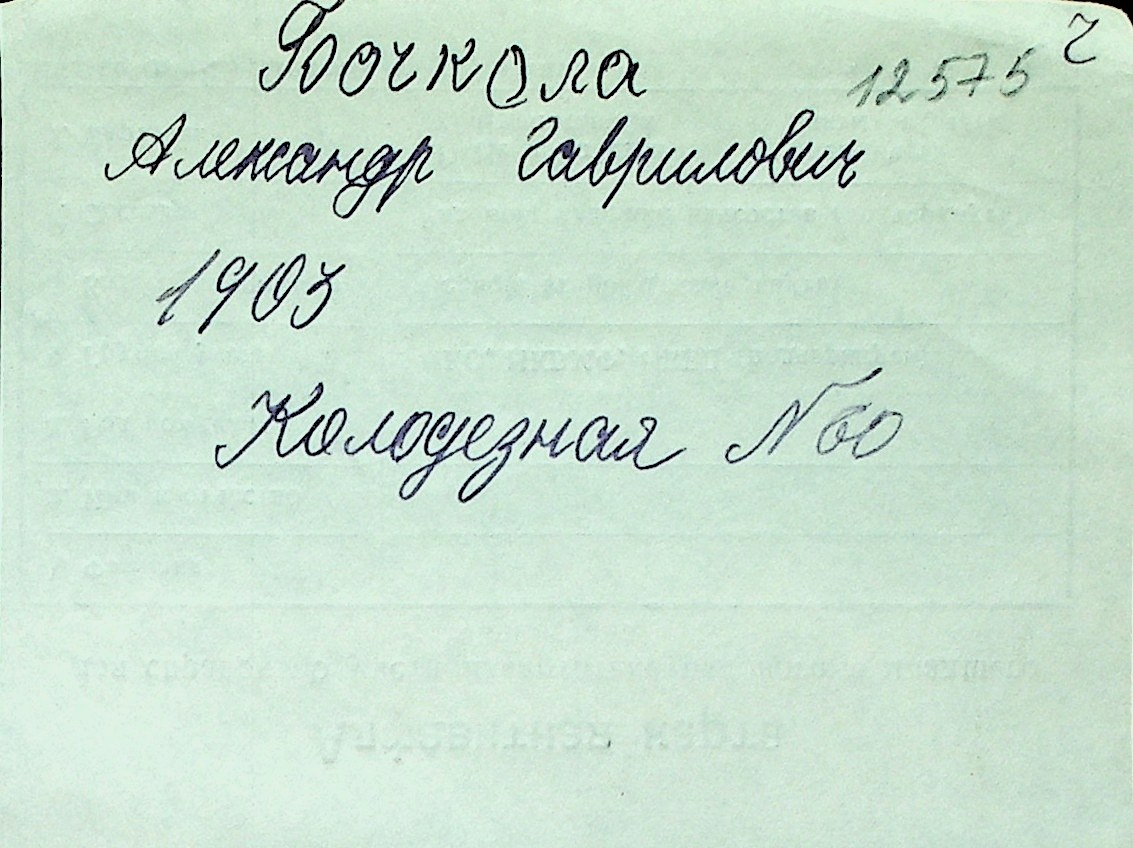 Бочкола 12575 2
Александр Гаврилович
1903
Колодезная №60